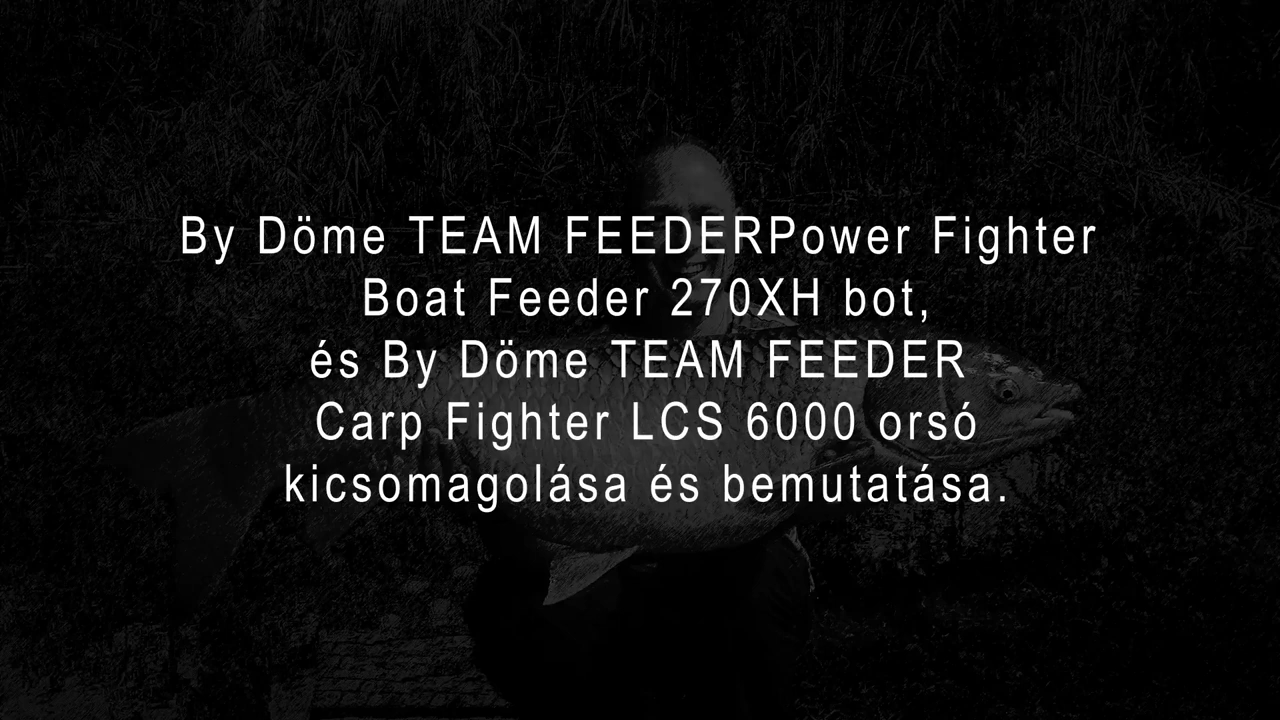 By Döme TEAM FEEDERPower Fighter
Boat Feeder 270XH bot,
és By Döme TEAM FEEDER
Carp Fighter LCS 6000 orsó
kicsomagolása és bemutatása.